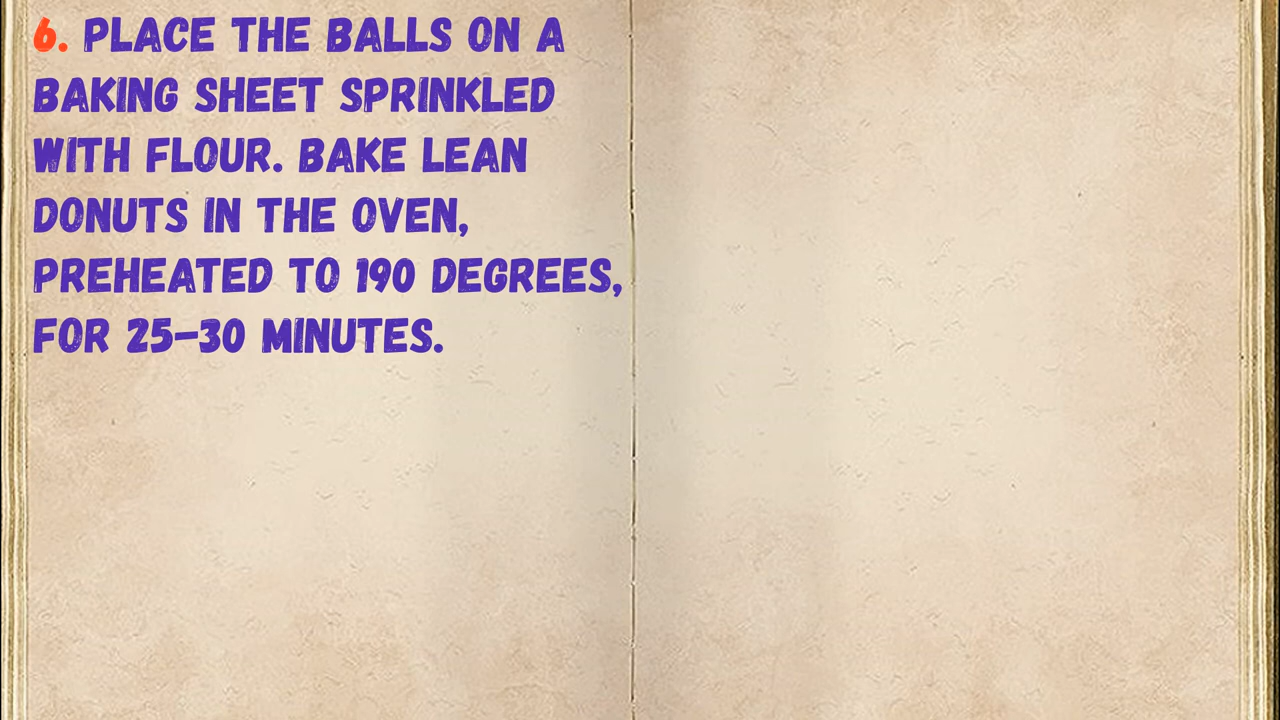 6. PLACE THE BALLS ON A
BAKING SHEET SPRINKLED
WITH FLOUR. BAKE LEAN
DONUTS IN THE OVEN,
PREHEATED TO 190 DEGREES,
FOR 25-30 MINUTES.